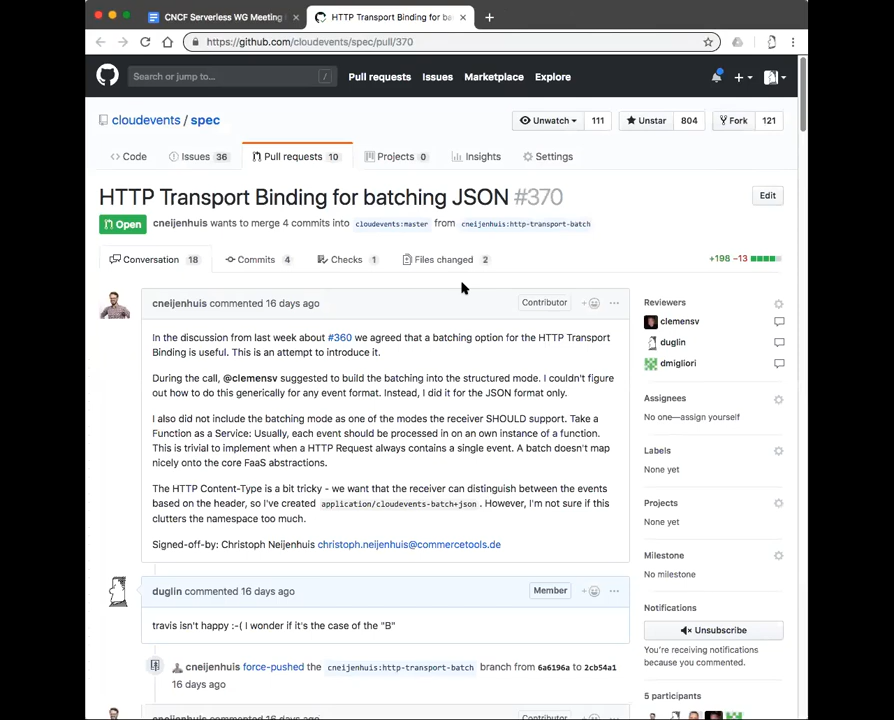 CNCF Serverless WG Meeting
HTTP Transport Binding for ba
https://github.com/cloudevents/spec/pull/370
Search or jump to...
/
Pull requests Issues Marketplace Explore
cloudevents / spec
Unwatch 111 Unstar 804 Fork 121
Code Issues 36 Pull requests 10 Projects 0 Insights Settings
HTTP Transport Binding for batching JSON #370
Edit
Open cneijenhuis wants to merge 4 commits into cloudevents:master from cneijenhuis:http-transport-batch
Conversation 18 Commits 4 Checks 1 Files changed 2 +198 −13
cneijenhuis commented 16 days ago Contributor
In the discussion from last week about #360 we agreed that a batching option for the HTTP Transport
Binding is useful. This is an attempt to introduce it.
During the call, @clemensv suggested to build the batching into the structured mode. I couldn't figure
out how to do this generically for any event format. Instead, I did it for the JSON format only.
I also did not include the batching mode as one of the modes the receiver SHOULD support. Take a
Function as a Service: Usually, each event should be processed in on an own instance of a function.
This is trivial to implement when a HTTP Request always contains a single event. A batch doesn't map
nicely onto the core FaaS abstractions.
The HTTP Content-Type is a bit tricky - we want that the receiver can distinguish between the events
based on the header, so I've created application/cloudevents-batch+json. However, I'm not sure if this
clutters the namespace too much.
Signed-off-by: Christoph Neijenhuis christoph.neijenhuis@commercetools.de
duglin commented 16 days ago Member
travis isn't happy :-( I wonder if it's the case of the "B"
cneijenhuis force-pushed the cneijenhuis:http-transport-batch branch from 6a6196a to 2cb54a1
16 days ago
cneijenhuis commented 16 days ago Contributor
Reviewers
clemensv
duglin
dmigliori
Assignees
No one—assign yourself
Labels
None yet
Projects
None yet
Milestone
No milestone
Notifications
Unsubscribe
You're receiving notifications
because you commented.
5 participants